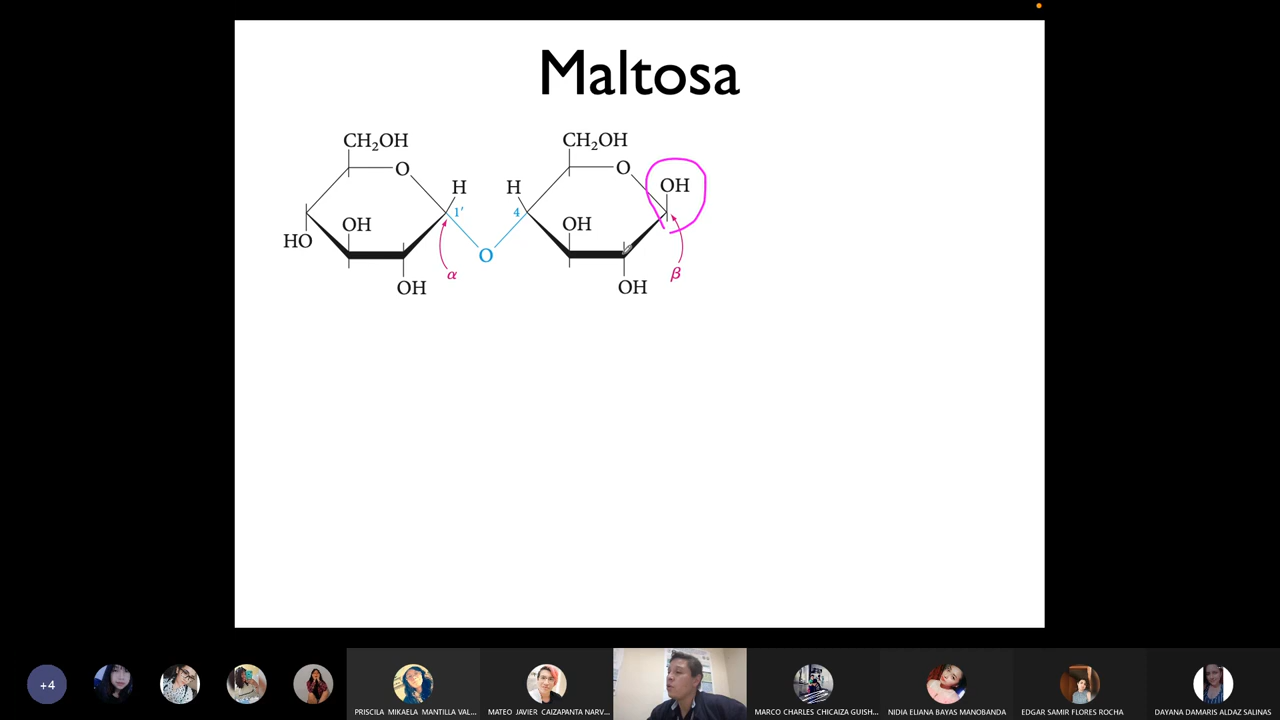 Maltosa
CH₂OH CH₂OH
O O
H H OH
1' 4
OH OH
HO
O
α β
OH OH
+4
PRISCILA MIKAELA MANTILLA VAL...
MATEO JAVIER CAIZAPANTA NARV...
MARCO CHARLES CHICAIZA GUISH...
NIDIA ELIANA BAYAS MANOBANDA
EDGAR SAMIR FLORES ROCHA
DAYANA DAMARIS ALDAZ SALINAS